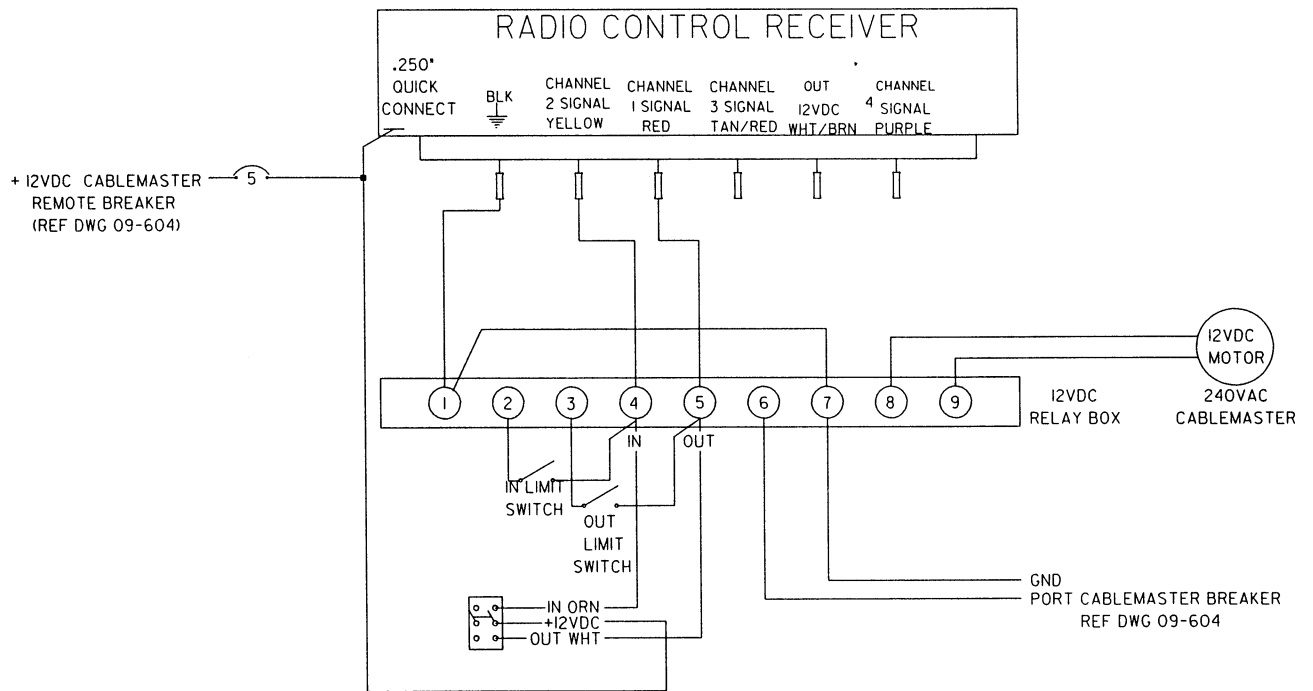 RADIO CONTROL RECEIVER
.250"
QUICK
CONNECT
BLK
CHANNEL
2 SIGNAL
YELLOW
CHANNEL
1 SIGNAL
RED
CHANNEL
3 SIGNAL
TAN/RED
OUT
12VDC
WHT/BRN
CHANNEL
4 SIGNAL
PURPLE
+ 12VDC CABLEMASTER
REMOTE BREAKER
(REF DWG 09-604)
5
12VDC
MOTOR
240VAC
CABLEMASTER
1 2 3 4 5 6 7 8 9
12VDC
RELAY BOX
IN
OUT
IN LIMIT
SWITCH
OUT
LIMIT
SWITCH
IN ORN
+12VDC
OUT WHT
GND
PORT CABLEMASTER BREAKER
REF DWG 09-604